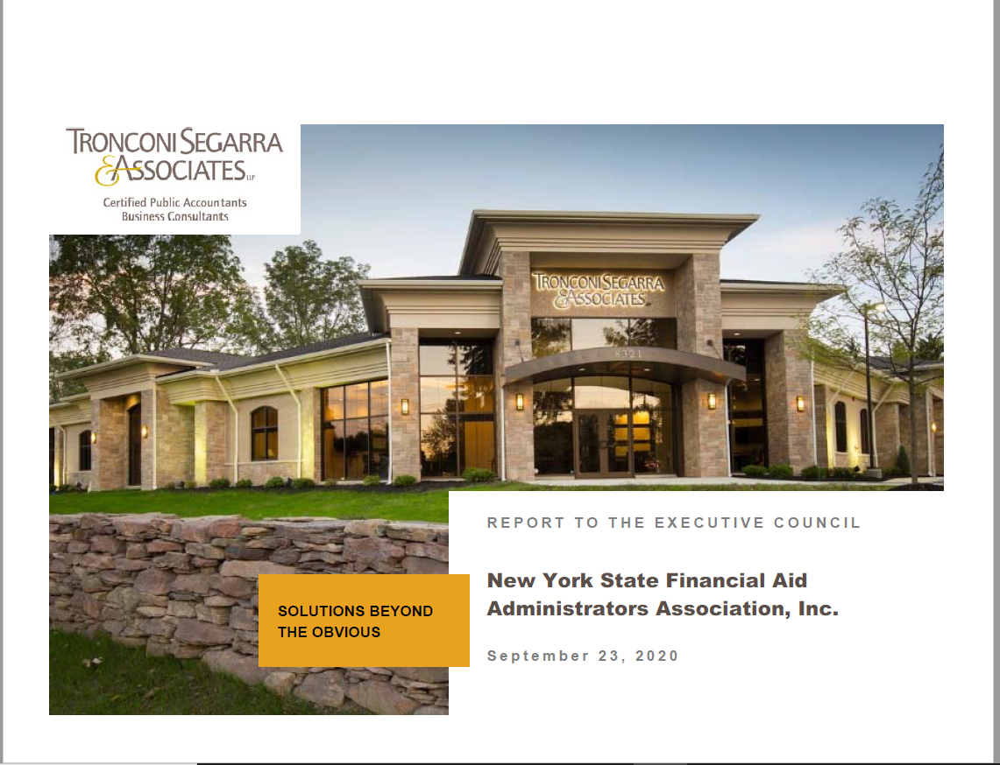 TRONCONI SEGARRA
& ASSOCIATES LLP
Certified Public Accountants
Business Consultants
TRONCONI SEGARRA
& ASSOCIATES
8321
REPORT TO THE EXECUTIVE COUNCIL
New York State Financial Aid
Administrators Association, Inc.
SOLUTIONS BEYOND
THE OBVIOUS
September 23, 2020